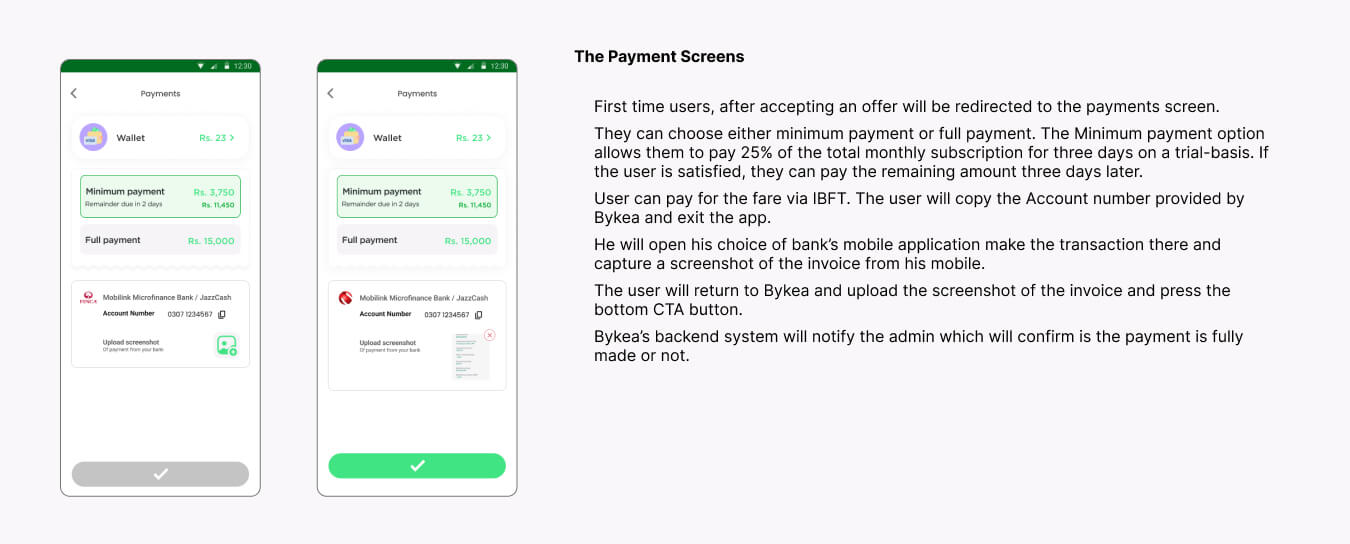 The Payment Screens
First time users, after accepting an offer will be redirected to the payments screen.
They can choose either minimum payment or full payment. The Minimum payment option
allows them to pay 25% of the total monthly subscription for three days on a trial-basis. If
the user is satisfied, they can pay the remaining amount three days later.
User can pay for the fare via IBFT. The user will copy the Account number provided by
Bykea and exit the app.
He will open his choice of bank's mobile application make the transaction there and
capture a screenshot of the invoice from his mobile.
The user will return to Bykea and upload the screenshot of the invoice and press the
bottom CTA button.
Bykea's backend system will notify the admin which will confirm is the payment is fully
made or not.
12:30
Payments
VISA
Wallet Rs. 23 >
Minimum payment Rs. 3,750
Remainder due in 2 days Rs. 11,450
Full payment Rs. 15,000
FINCA
Mobilink Microfinance Bank / JazzCash
Account Number 0307 1234567
Upload screenshot
Of payment from your bank
12:30
Payments
VISA
Wallet Rs. 23 >
Minimum payment Rs. 3,750
Remainder due in 2 days Rs. 11,450
Full payment Rs. 15,000
Mobilink Microfinance Bank / JazzCash
Account Number 0307 1234567
Upload screenshot
Of payment from your bank